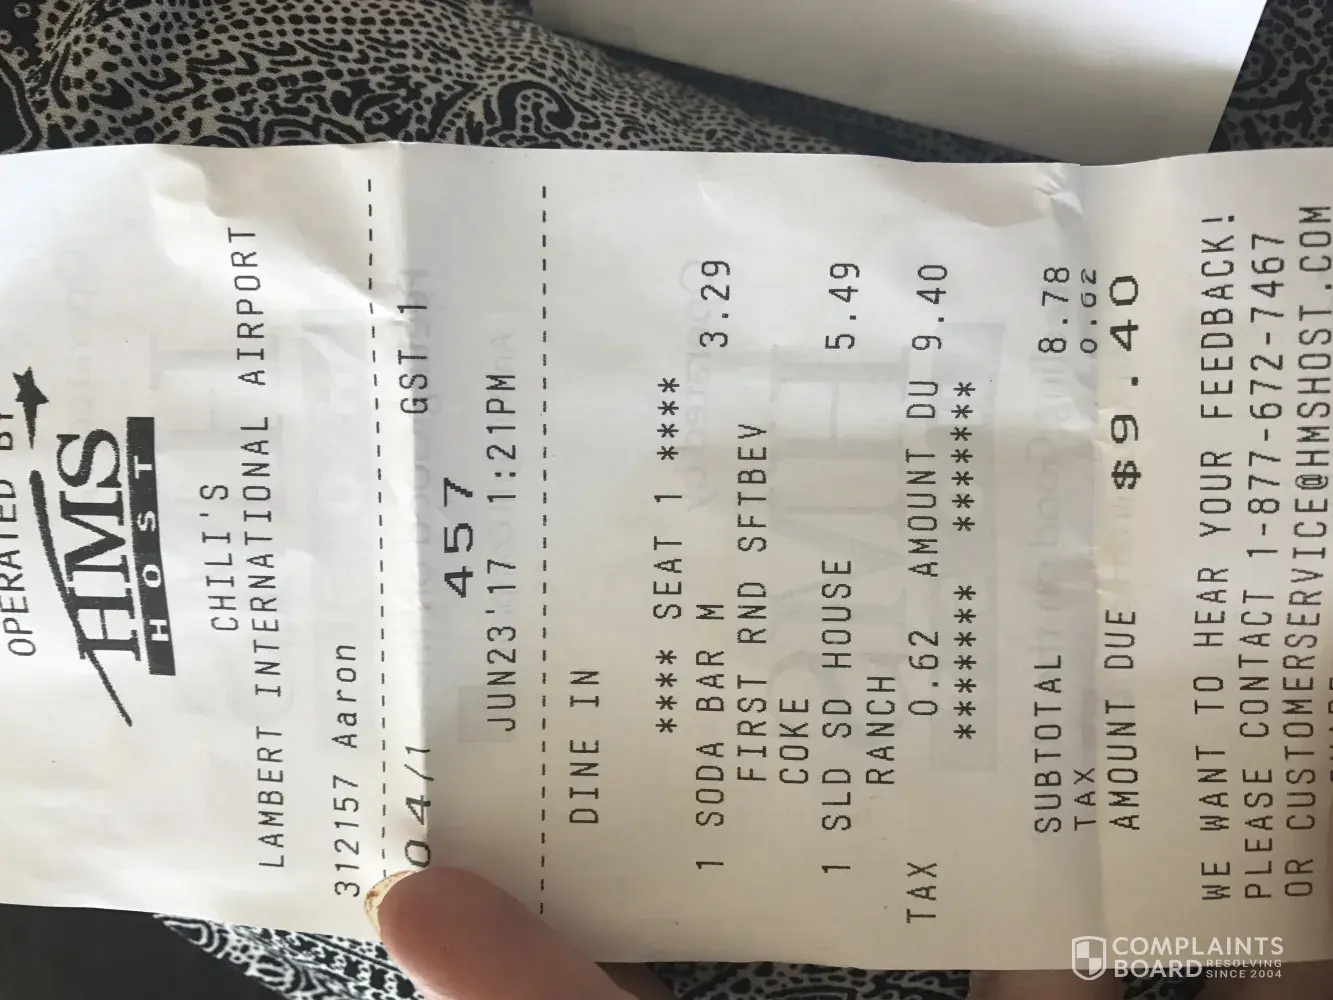 OPERATED BY
HMS
HOST
CHILI'S
LAMBERT INTERNATIONAL AIRPORT
312157 Aaron
04/1 GST 1
457
JUN23'17 1:21PM
DINE IN
**** SEAT 1 ****
1 SODA BAR M 3.29
FIRST RND SFTBEV
COKE
1 SLD SD HOUSE 5.49
RANCH
TAX 0.62 AMOUNT DU 9.40
******** ********
SUBTOTAL 8.78
TAX 0.62
AMOUNT DUE $9.40
WE WANT TO HEAR YOUR FEEDBACK!
PLEASE CONTACT 1-877-672-7467
OR CUSTOMERSERVICE@HMSHOST.COM
COMPLAINTS
BOARD RESOLVING
SINCE 2004